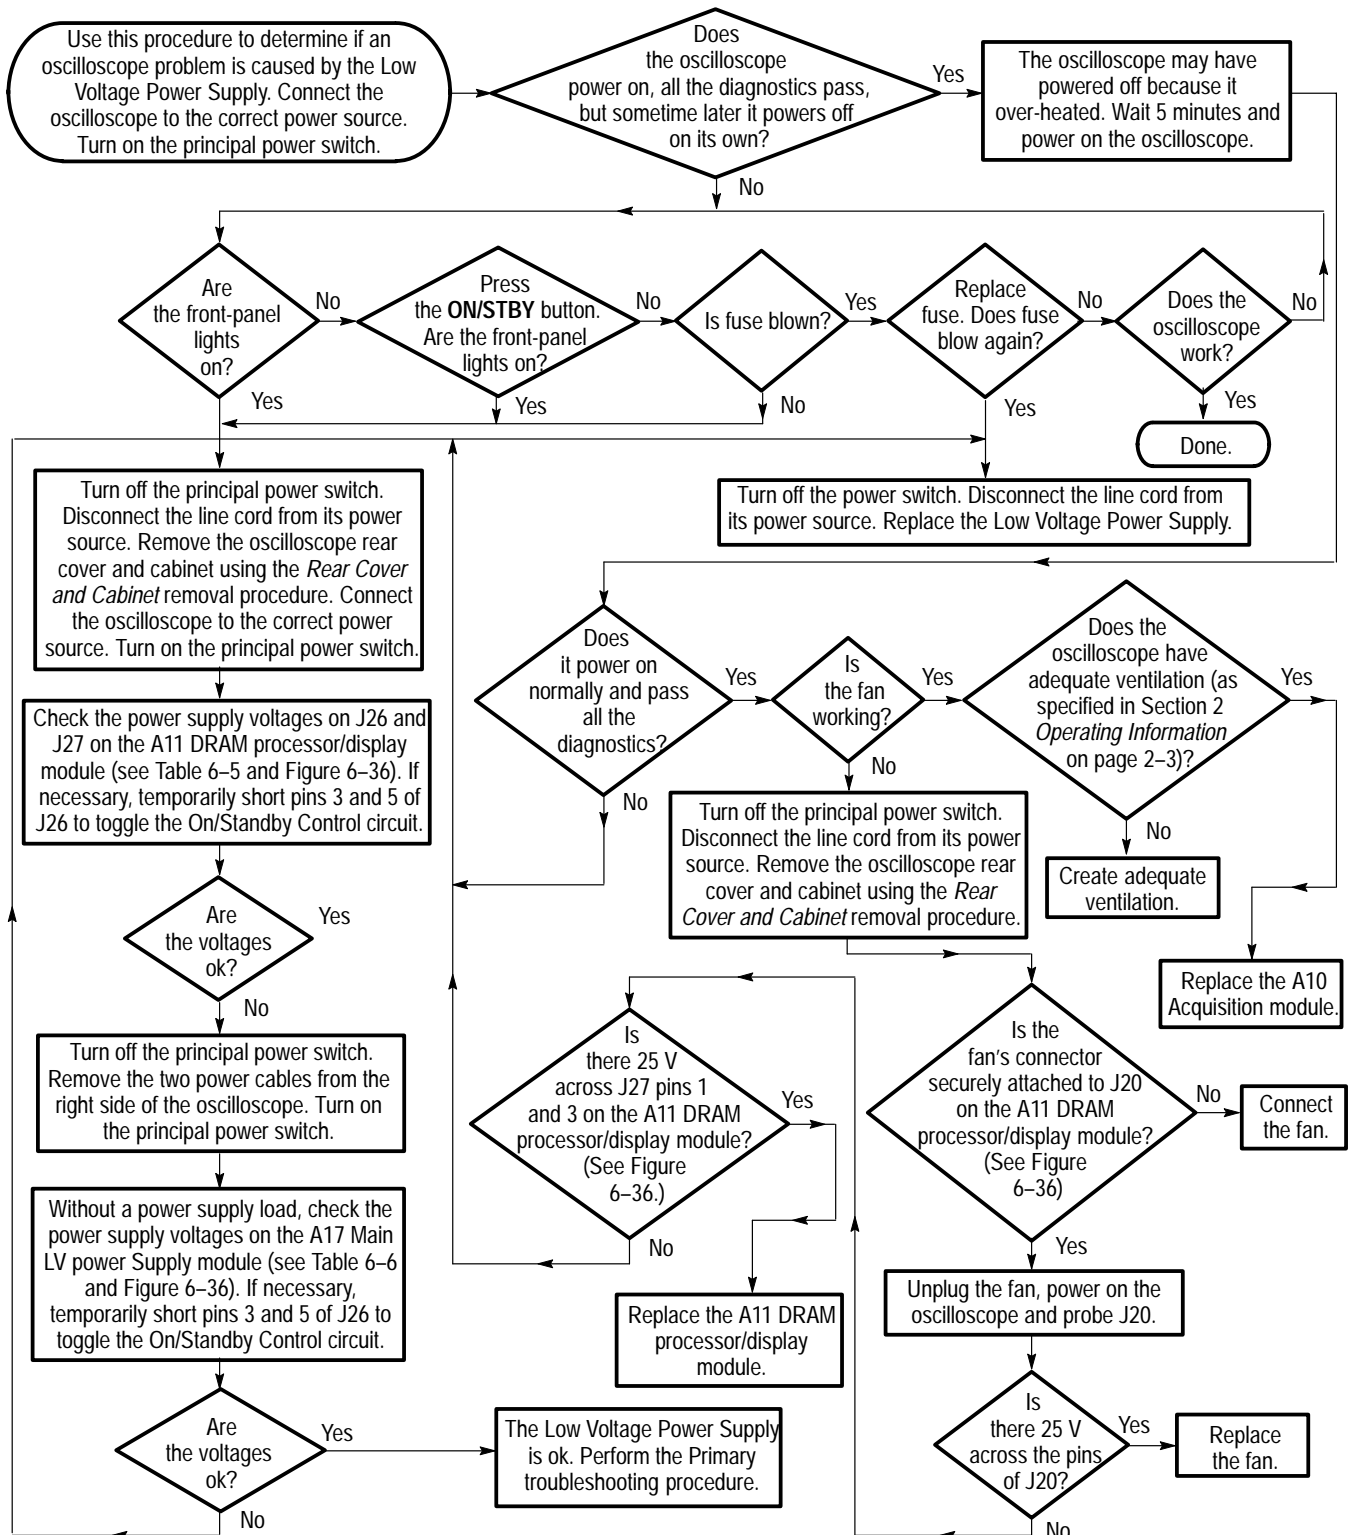 Use this procedure to determine if an
oscilloscope problem is caused by the Low
Voltage Power Supply. Connect the
oscilloscope to the correct power source.
Turn on the principal power switch.
Does
the oscilloscope
power on, all the diagnostics pass,
but sometime later it powers off
on its own?
Yes
The oscilloscope may have
powered off because it
over-heated. Wait 5 minutes and
power on the oscilloscope.
No
Are
the front-panel
lights
on?
No
Press
the ON/STBY button.
Are the front-panel
lights on?
No
Is fuse blown?
Yes
Replace
fuse. Does fuse
blow again?
No
Does the
oscilloscope
work?
No
Yes
Yes
No
Yes
Yes
Done.
Turn off the principal power switch.
Disconnect the line cord from its power
source. Remove the oscilloscope rear
cover and cabinet using the Rear Cover
and Cabinet removal procedure. Connect
the oscilloscope to the correct power
source. Turn on the principal power switch.
Turn off the power switch. Disconnect the line cord from
its power source. Replace the Low Voltage Power Supply.
Check the power supply voltages on J26 and
J27 on the A11 DRAM processor/display
module (see Table 6–5 and Figure 6–36). If
necessary, temporarily short pins 3 and 5 of
J26 to toggle the On/Standby Control circuit.
Does
it power on
normally and pass
all the
diagnostics?
Yes
Is
the fan
working?
Yes
Does the
oscilloscope have
adequate ventilation (as
specified in Section 2
Operating Information
on page 2–3)?
Yes
No
No
No
Turn off the principal power switch.
Disconnect the line cord from its power
source. Remove the oscilloscope rear
cover and cabinet using the Rear
Cover and Cabinet removal procedure.
Create adequate
ventilation.
Replace the A10
Acquisition module.
Are
the voltages
ok?
Yes
No
Turn off the principal power switch.
Remove the two power cables from the
right side of the oscilloscope. Turn on
the principal power switch.
Is
there 25 V
across J27 pins 1
and 3 on the A11 DRAM
processor/display module?
(See Figure
6–36.)
Yes
No
Is the
fan's connector
securely attached to J20
on the A11 DRAM
processor/display module?
(See Figure
6–36)
No
Connect
the fan.
Yes
Without a power supply load, check the
power supply voltages on the A17 Main
LV power Supply module (see Table 6–6
and Figure 6–36). If necessary,
temporarily short pins 3 and 5 of J26 to
toggle the On/Standby Control circuit.
Replace the A11 DRAM
processor/display
module.
Unplug the fan, power on the
oscilloscope and probe J20.
Are
the voltages
ok?
Yes
The Low Voltage Power Supply
is ok. Perform the Primary
troubleshooting procedure.
No
Is
there 25 V
across the pins
of J20?
Yes
Replace
the fan.
No